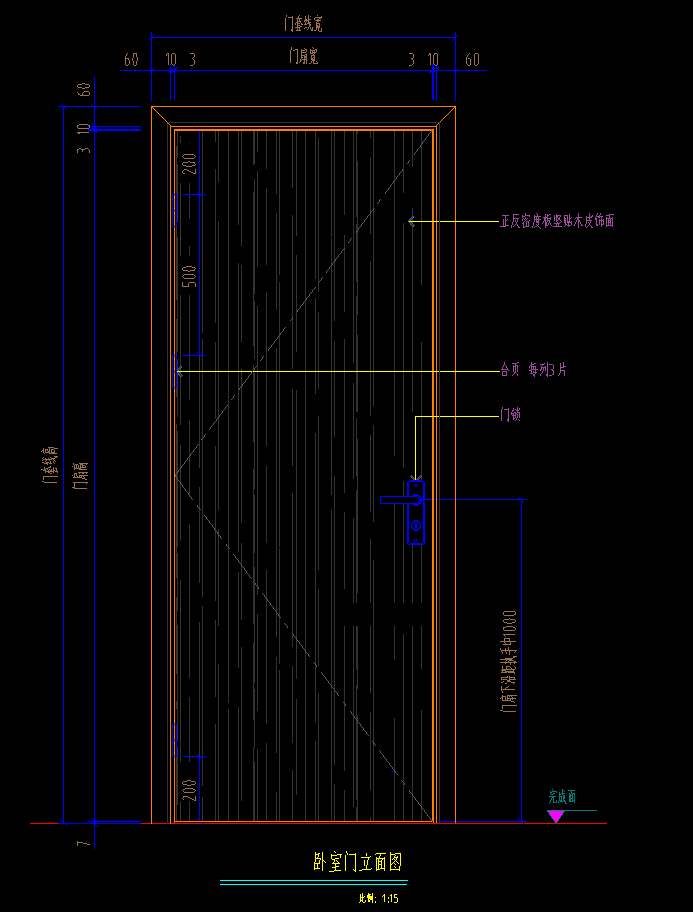 门套线宽
60 10 3 门扇宽 3 10 60
60
10
3
200
正反密度板竖贴木皮饰面
500
合页 每列3片
门锁
门套线高
门扇高
门扇下沿距执手中1000
200
完成面
7
卧室门立面图
比例: 1:15